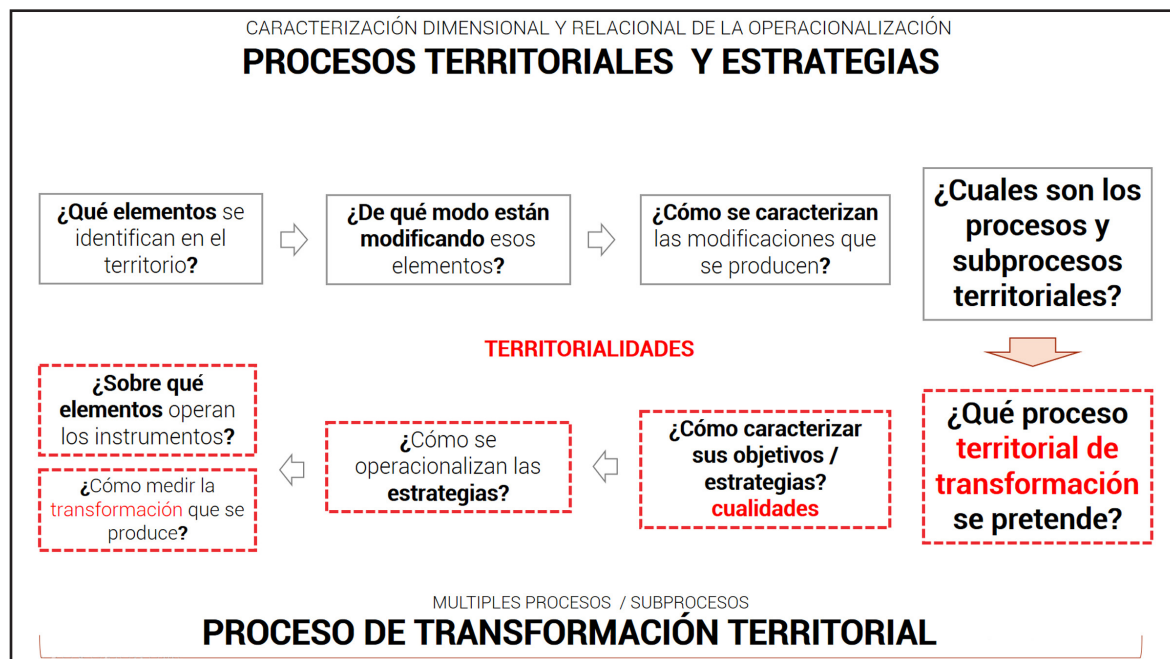 CARACTERIZACIÓN DIMENSIONAL Y RELACIONAL DE LA OPERACIONALIZACIÓN
PROCESOS TERRITORIALES Y ESTRATEGIAS
¿Qué elementos se
identifican en el
territorio?
¿De qué modo están
modificando esos
elementos?
¿Cómo se caracterizan
las modificaciones que
se producen?
¿Cuales son los
procesos y
subprocesos
territoriales?
TERRITORIALIDADES
¿Sobre qué
elementos operan
los instrumentos?
¿Cómo medir la
transformación que se
produce?
¿Cómo se
operacionalizan las
estrategias?
¿Cómo caracterizar
sus objetivos /
estrategias?
cualidades
¿Qué proceso
territorial de
transformación
se pretende?
MULTIPLES PROCESOS / SUBPROCESOS
PROCESO DE TRANSFORMACIÓN TERRITORIAL